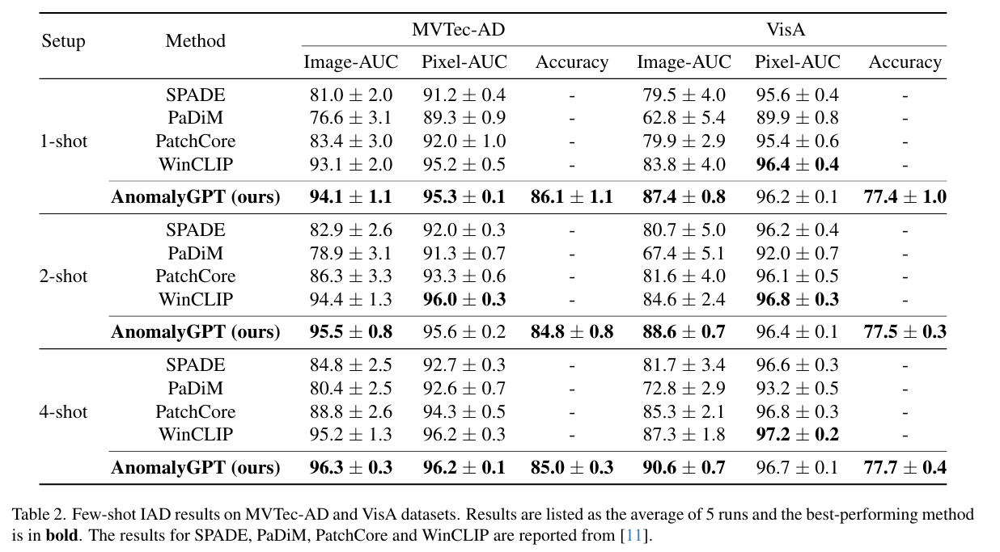 Setup Method MVTec-AD VisA
Image-AUC Pixel-AUC Accuracy Image-AUC Pixel-AUC Accuracy
SPADE 81.0 ± 2.0 91.2 ± 0.4 - 79.5 ± 4.0 95.6 ± 0.4 -
PaDiM 76.6 ± 3.1 89.3 ± 0.9 - 62.8 ± 5.4 89.9 ± 0.8 -
1-shot PatchCore 83.4 ± 3.0 92.0 ± 1.0 - 79.9 ± 2.9 95.4 ± 0.6 -
WinCLIP 93.1 ± 2.0 95.2 ± 0.5 - 83.8 ± 4.0 96.4 ± 0.4 -
AnomalyGPT (ours) 94.1 ± 1.1 95.3 ± 0.1 86.1 ± 1.1 87.4 ± 0.8 96.2 ± 0.1 77.4 ± 1.0
SPADE 82.9 ± 2.6 92.0 ± 0.3 - 80.7 ± 5.0 96.2 ± 0.4 -
PaDiM 78.9 ± 3.1 91.3 ± 0.7 - 67.4 ± 5.1 92.0 ± 0.7 -
2-shot PatchCore 86.3 ± 3.3 93.3 ± 0.6 - 81.6 ± 4.0 96.1 ± 0.5 -
WinCLIP 94.4 ± 1.3 96.0 ± 0.3 - 84.6 ± 2.4 96.8 ± 0.3 -
AnomalyGPT (ours) 95.5 ± 0.8 95.6 ± 0.2 84.8 ± 0.8 88.6 ± 0.7 96.4 ± 0.1 77.5 ± 0.3
SPADE 84.8 ± 2.5 92.7 ± 0.3 - 81.7 ± 3.4 96.6 ± 0.3 -
PaDiM 80.4 ± 2.5 92.6 ± 0.7 - 72.8 ± 2.9 93.2 ± 0.5 -
4-shot PatchCore 88.8 ± 2.6 94.3 ± 0.5 - 85.3 ± 2.1 96.8 ± 0.3 -
WinCLIP 95.2 ± 1.3 96.2 ± 0.3 - 87.3 ± 1.8 97.2 ± 0.2 -
AnomalyGPT (ours) 96.3 ± 0.3 96.2 ± 0.1 85.0 ± 0.3 90.6 ± 0.7 96.7 ± 0.1 77.7 ± 0.4
Table 2. Few-shot IAD results on MVTec-AD and VisA datasets. Results are listed as the average of 5 runs and the best-performing method
is in bold. The results for SPADE, PaDiM, PatchCore and WinCLIP are reported from [11].